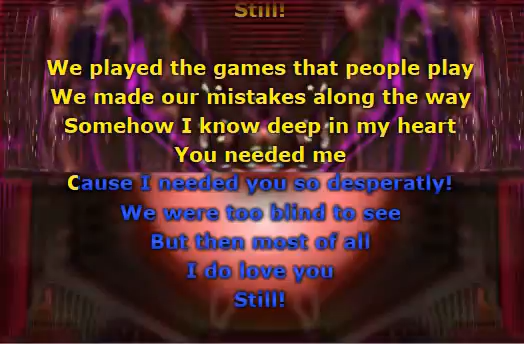 Still!
We played the games that people play
We made our mistakes along the way
Somehow I know deep in my heart
You needed me
Cause I needed you so desperatly!
We were too blind to see
But then most of all
I do love you
Still!